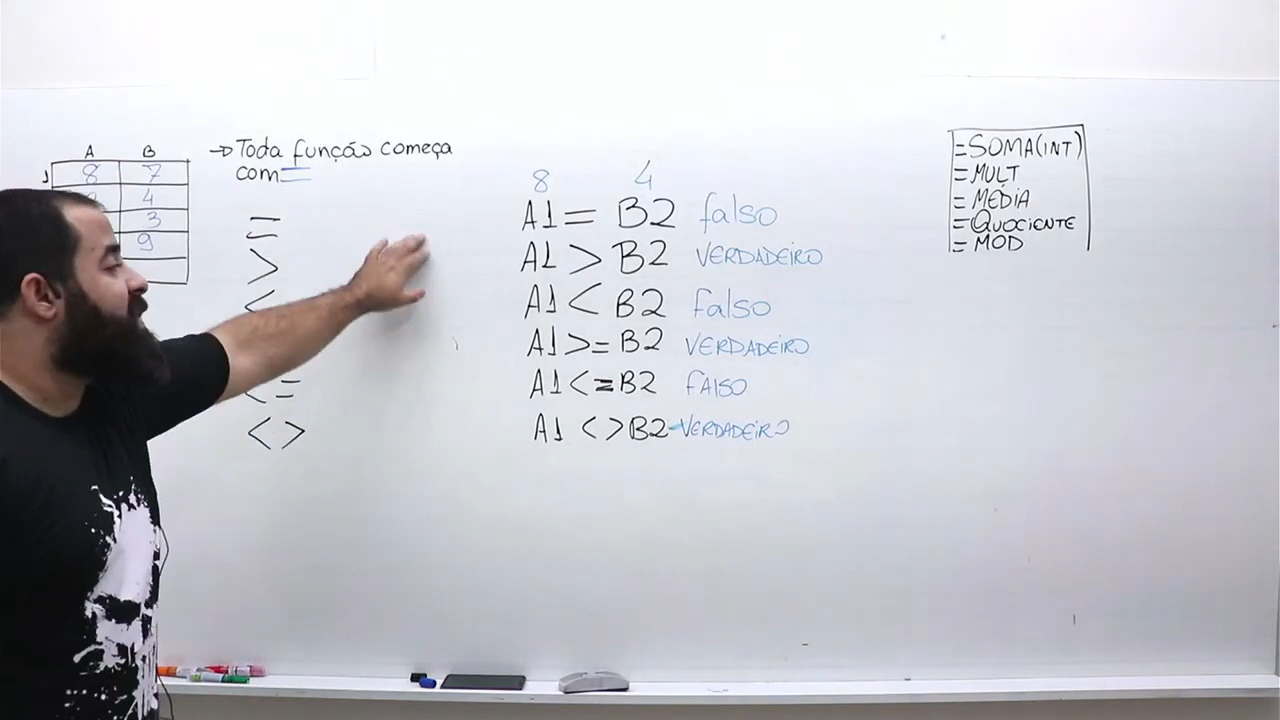 A B
1 8 7
4
3
9
→ Toda função começa
com =
=
>
<
<=
<>
8 4
A1 = B2 falso
A1 > B2 VERDADEIRO
A1 < B2 falso
A1 >= B2 VERDADEIRO
A1 <= B2 FAlSO
A1 <> B2 - VERDADEIRO
=SOMA(INT)
=MULT
=MÉDIA
=QUOCIENTE
=MOD